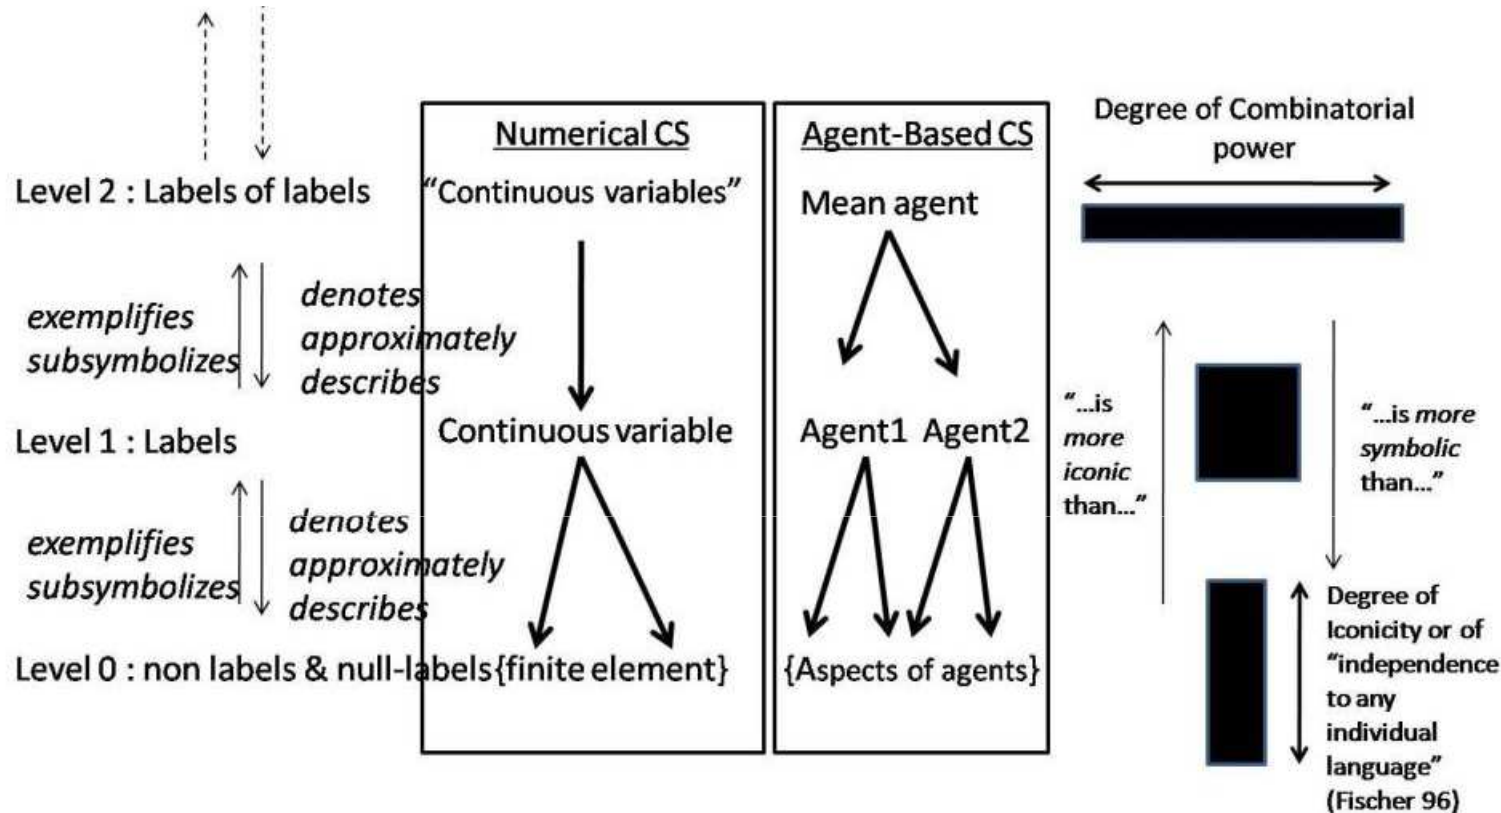 Numerical CS
Agent-Based CS
Degree of Combinatorial
power
Level 2 : Labels of labels
“Continuous variables”
Mean agent
exemplifies
subsymbolizes
denotes
approximately
describes
Level 1 : Labels
Continuous variable
Agent1 Agent2
“...is
more
iconic
than...”
“...is more
symbolic
than...”
exemplifies
subsymbolizes
denotes
approximately
describes
Level 0 : non labels & null-labels
{finite element}
{Aspects of agents}
Degree of
Iconicity or of
“independence
to any
individual
language”
(Fischer 96)